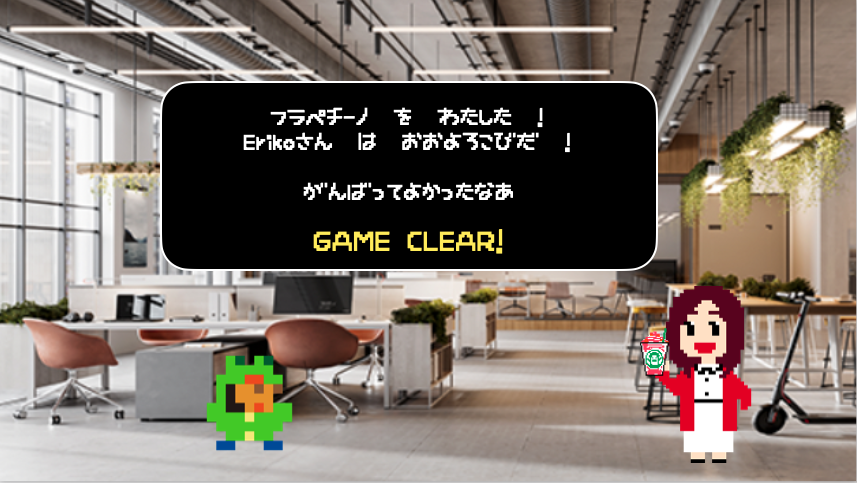 フラペチーノ を わたした ！
Erikoさん は おおよろこびだ ！
がんばってよかったなあ
GAME CLEAR!